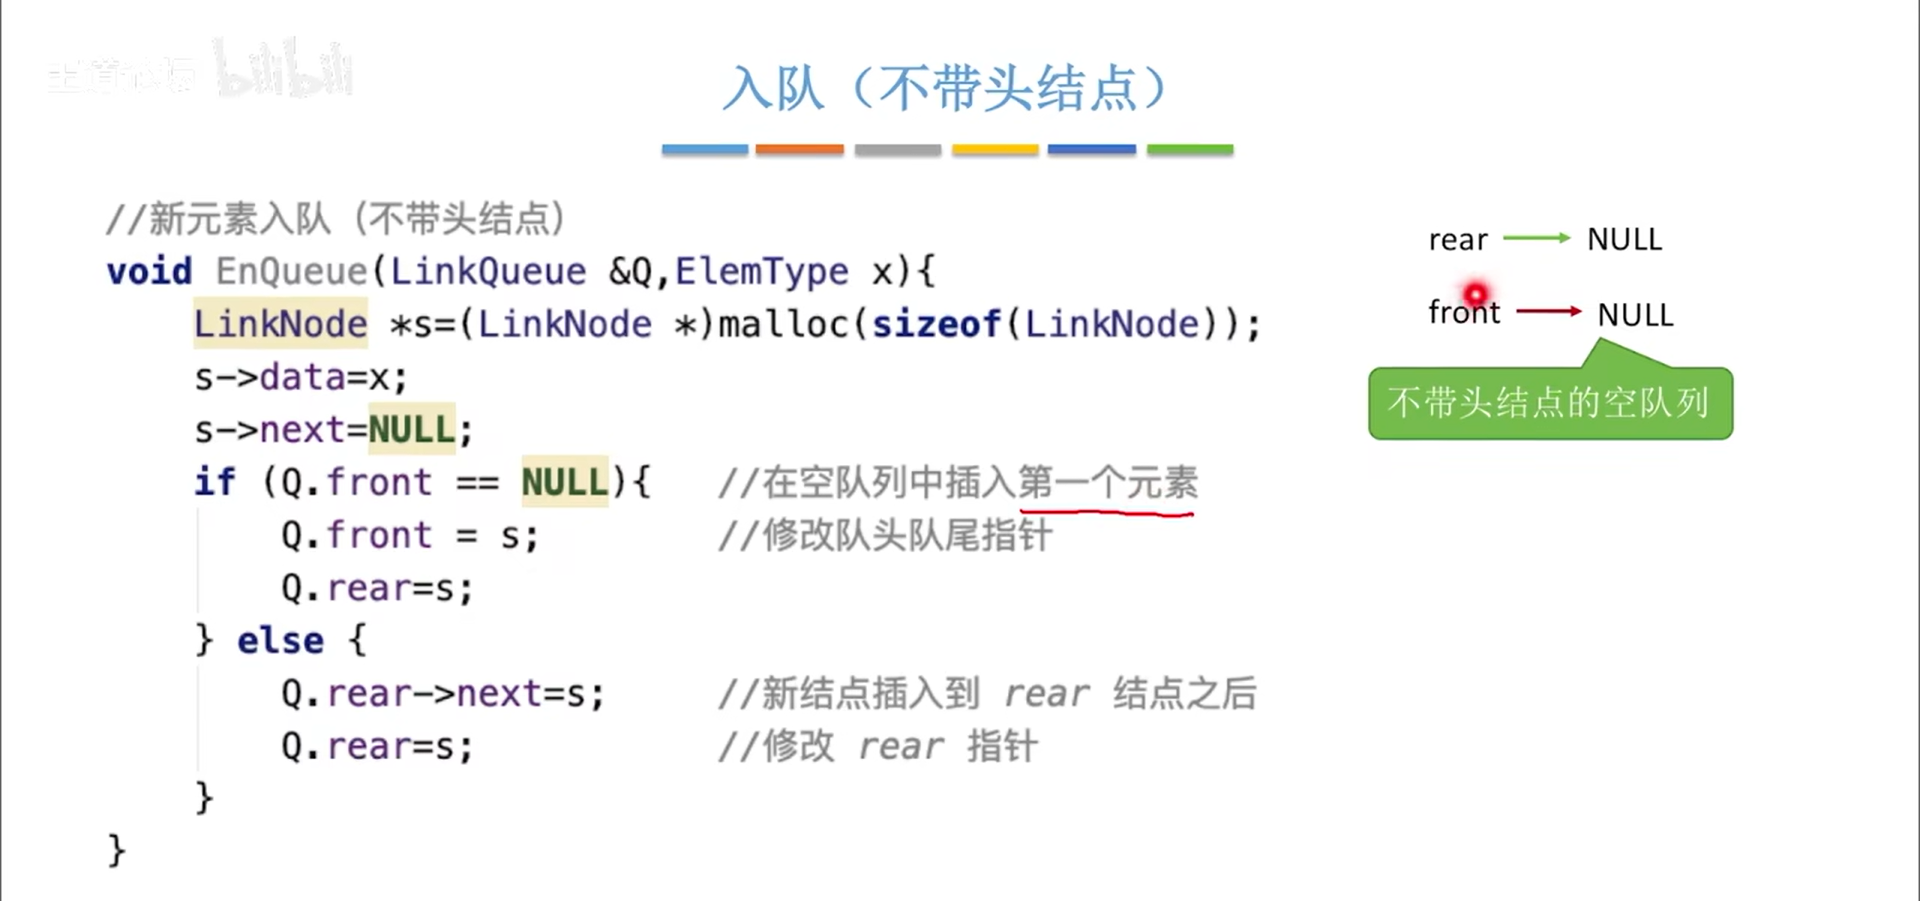 bilibili
入队（不带头结点）
//新元素入队（不带头结点）
void EnQueue(LinkQueue &Q,ElemType x){
LinkNode *s=(LinkNode *)malloc(sizeof(LinkNode));
s->data=x;
s->next=NULL;
if (Q.front == NULL){ //在空队列中插入第一个元素
Q.front = s; //修改队头队尾指针
Q.rear=s;
} else {
Q.rear->next=s; //新结点插入到 rear 结点之后
Q.rear=s; //修改 rear 指针
}
}
rear NULL
front NULL
不带头结点的空队列